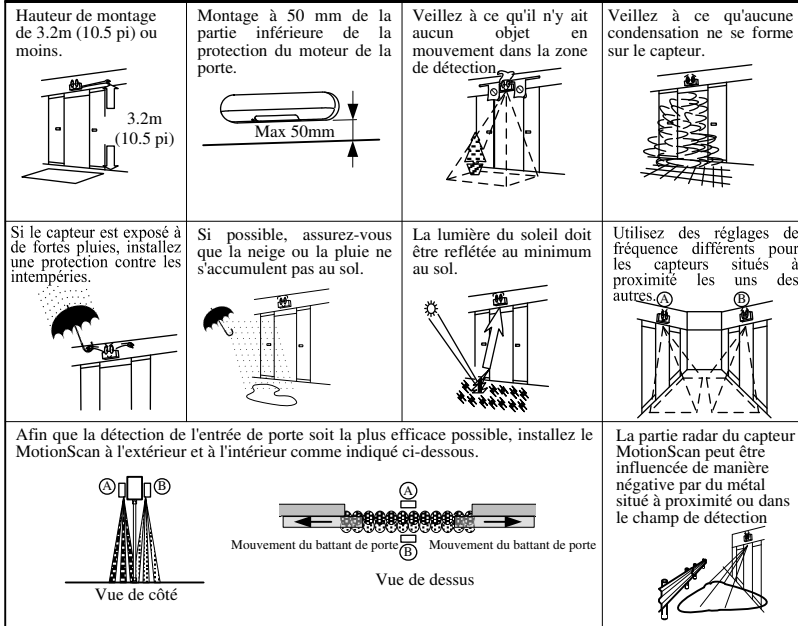 Hauteur de montage
de 3.2m (10.5 pi) ou
moins.
3.2m
(10.5 pi)
Montage à 50 mm de la
partie inférieure de la
protection du moteur de la
porte.
Max 50mm
Veillez à ce qu'il n'y ait
aucun objet en
mouvement dans la zone
de détection
Veillez à ce qu'aucune
condensation ne se forme
sur le capteur.
Si le capteur est exposé à
de fortes pluies, installez
une protection contre les
intempéries.
Si possible, assurez-vous
que la neige ou la pluie ne
s'accumulent pas au sol.
La lumière du soleil doit
être reflétée au minimum
au sol.
Utilisez des réglages de
fréquence différents pour
les capteurs situés à
proximité les uns des
autres.
A B
Afin que la détection de l'entrée de porte soit la plus efficace possible, installez le
MotionScan à l'extérieur et à l'intérieur comme indiqué ci-dessous.
A B
Vue de côté
A
Mouvement du battant de porte B Mouvement du battant de porte
Vue de dessus
La partie radar du capteur
MotionScan peut être
influencée de manière
négative par du métal
situé à proximité ou dans
le champ de détection